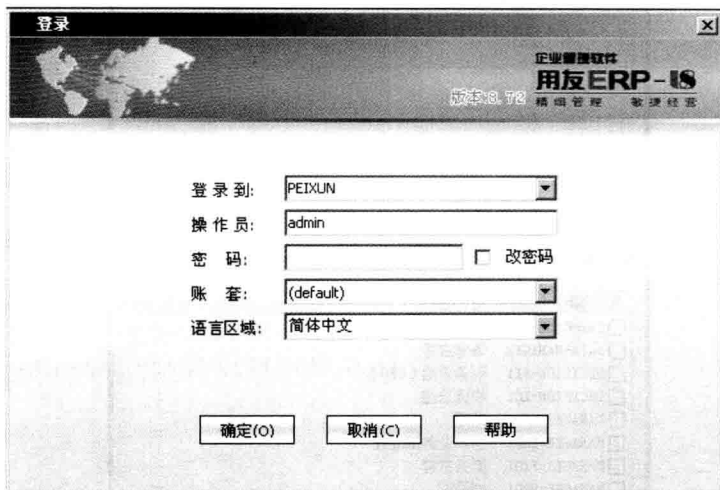 登录
企业管理软件
用友ERP-U8
版本:8.72
精细管理 敏捷经营
登录到: PEIXUN
操作员: admin
密 码: 改密码
账 套: (default)
语言区域: 简体中文
确定(O) 取消(C) 帮助